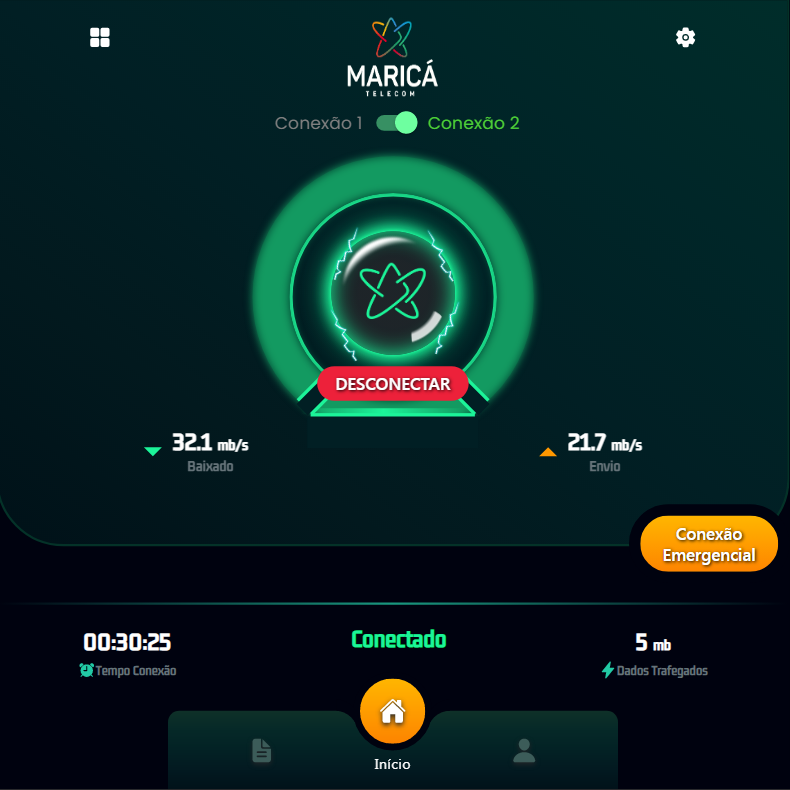 MARICÁ
TELECOM
Conexão 1 Conexão 2
DESCONECTAR
32.1 mb/s
Baixado
21.7 mb/s
Envio
Conexão
Emergencial
00:30:25
Tempo Conexão
Conectado
5 mb
Dados Trafegados
Início